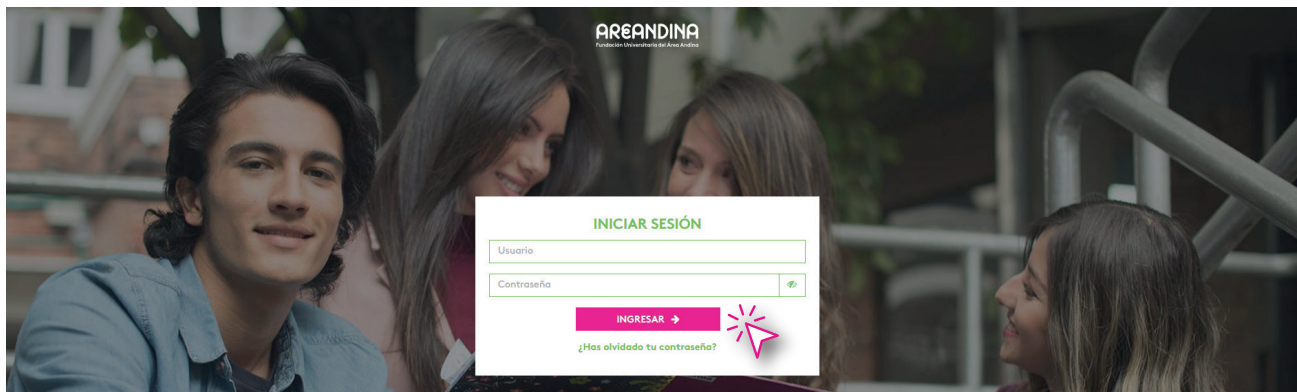 AREANDINA
Fundación Universitaria del Área Andina
INICIAR SESIÓN
Usuario
Contraseña
INGRESAR →
¿Has olvidado tu contraseña?